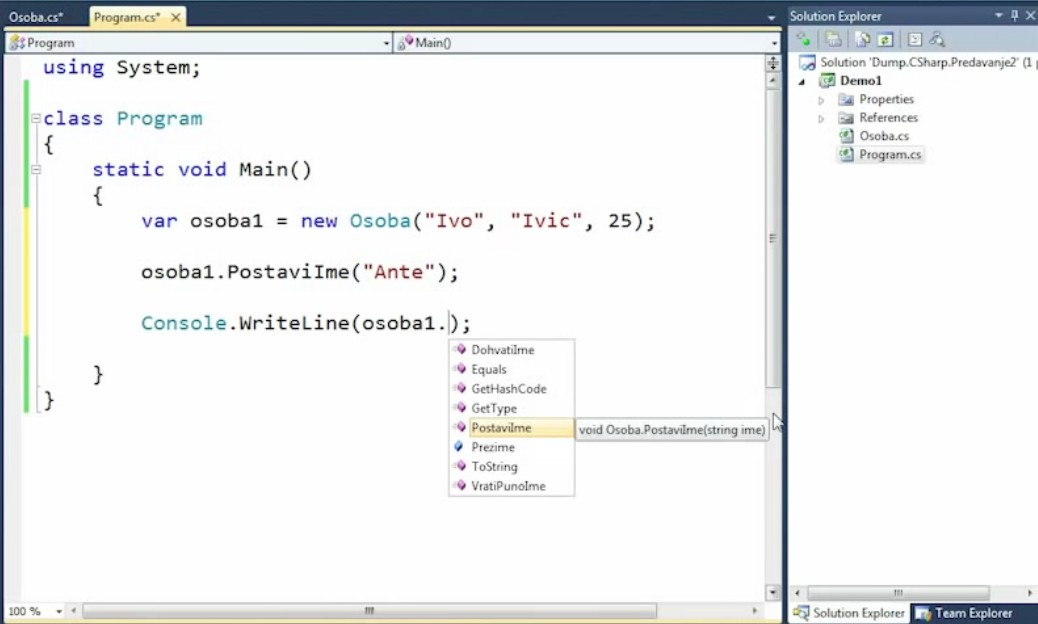 Osoba.cs*
Program.cs*
Program
Main()
using System;
class Program
{
static void Main()
{
var osoba1 = new Osoba("Ivo", "Ivic", 25);
osoba1.PostaviIme("Ante");
Console.WriteLine(osoba1.);
DohvatiIme
Equals
GetHashCode
GetType
PostaviIme
void Osoba.PostaviIme(string ime)
Prezime
ToString
VratiPunoIme
}
}
100 %
Solution Explorer
Solution 'Dump.CSharp.Predavanje2' (1 p
Demo1
Properties
References
Osoba.cs
Program.cs
Solution Explorer
Team Explorer